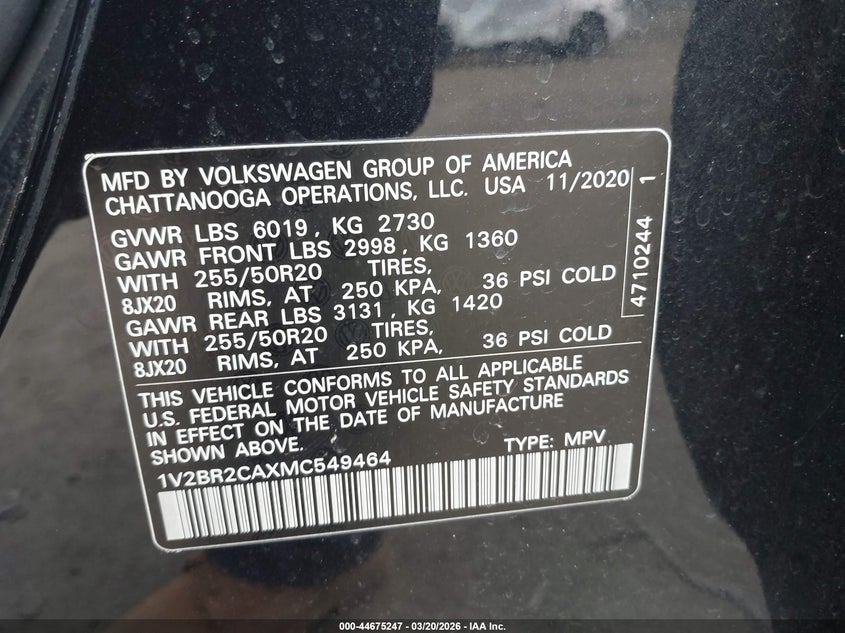 MFD BY VOLKSWAGEN GROUP OF AMERICA
CHATTANOOGA OPERATIONS, LLC. USA 11/2020
GVWR LBS 6019, KG 2730
GAWR FRONT LBS 2998, KG 1360
WITH 255/50R20 TIRES,
8JX20 RIMS, AT 250 KPA, 36 PSI COLD
GAWR REAR LBS 3131, KG 1420
WITH 255/50R20 TIRES,
8JX20 RIMS, AT 250 KPA, 36 PSI COLD
4710244 1
THIS VEHICLE CONFORMS TO ALL APPLICABLE
U.S. FEDERAL MOTOR VEHICLE SAFETY STANDARDS
IN EFFECT ON THE DATE OF MANUFACTURE
SHOWN ABOVE. TYPE: MPV
1V2BR2CAXMC549464
000-44675247 - 03/20/2026 - IAA Inc.